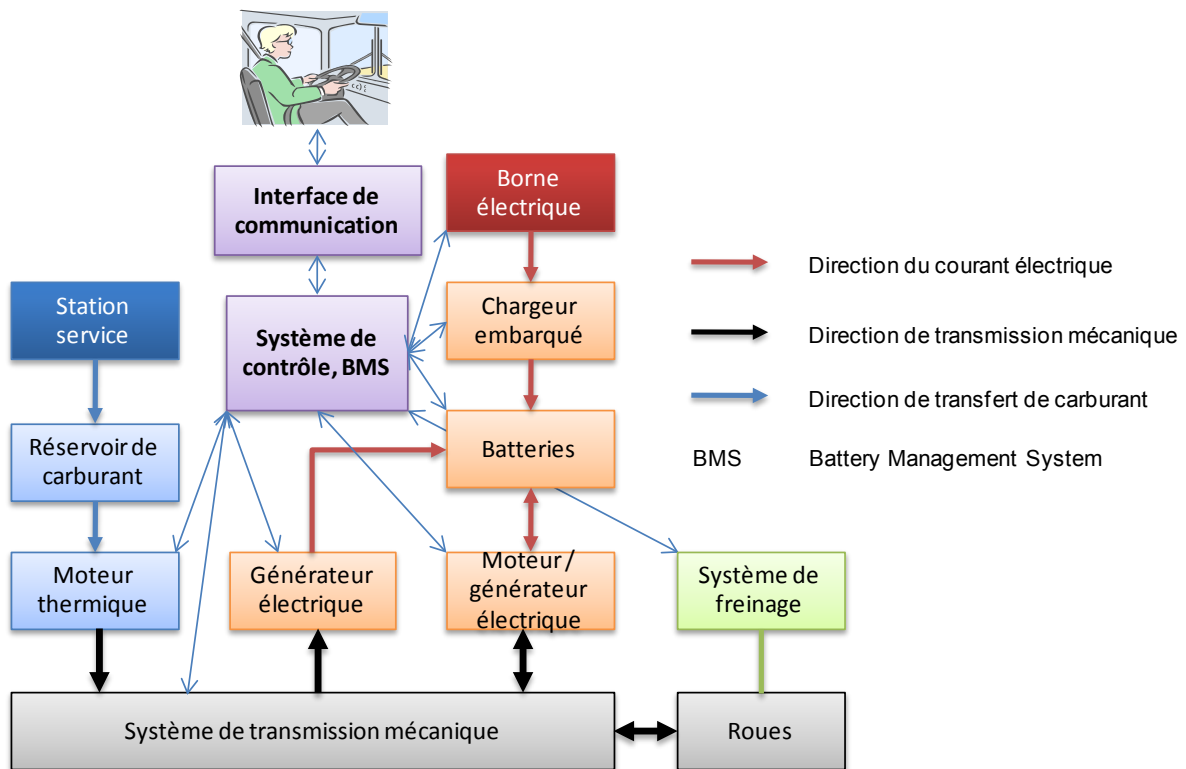 Interface de
communication
Borne
électrique
Direction du courant électrique
Station
service
Système de
contrôle, BMS
Chargeur
embarqué
Direction de transmission mécanique
Direction de transfert de carburant
Réservoir de
carburant
Batteries
BMS Battery Management System
Moteur
thermique
Générateur
électrique
Moteur /
générateur
électrique
Système de
freinage
Système de transmission mécanique
Roues